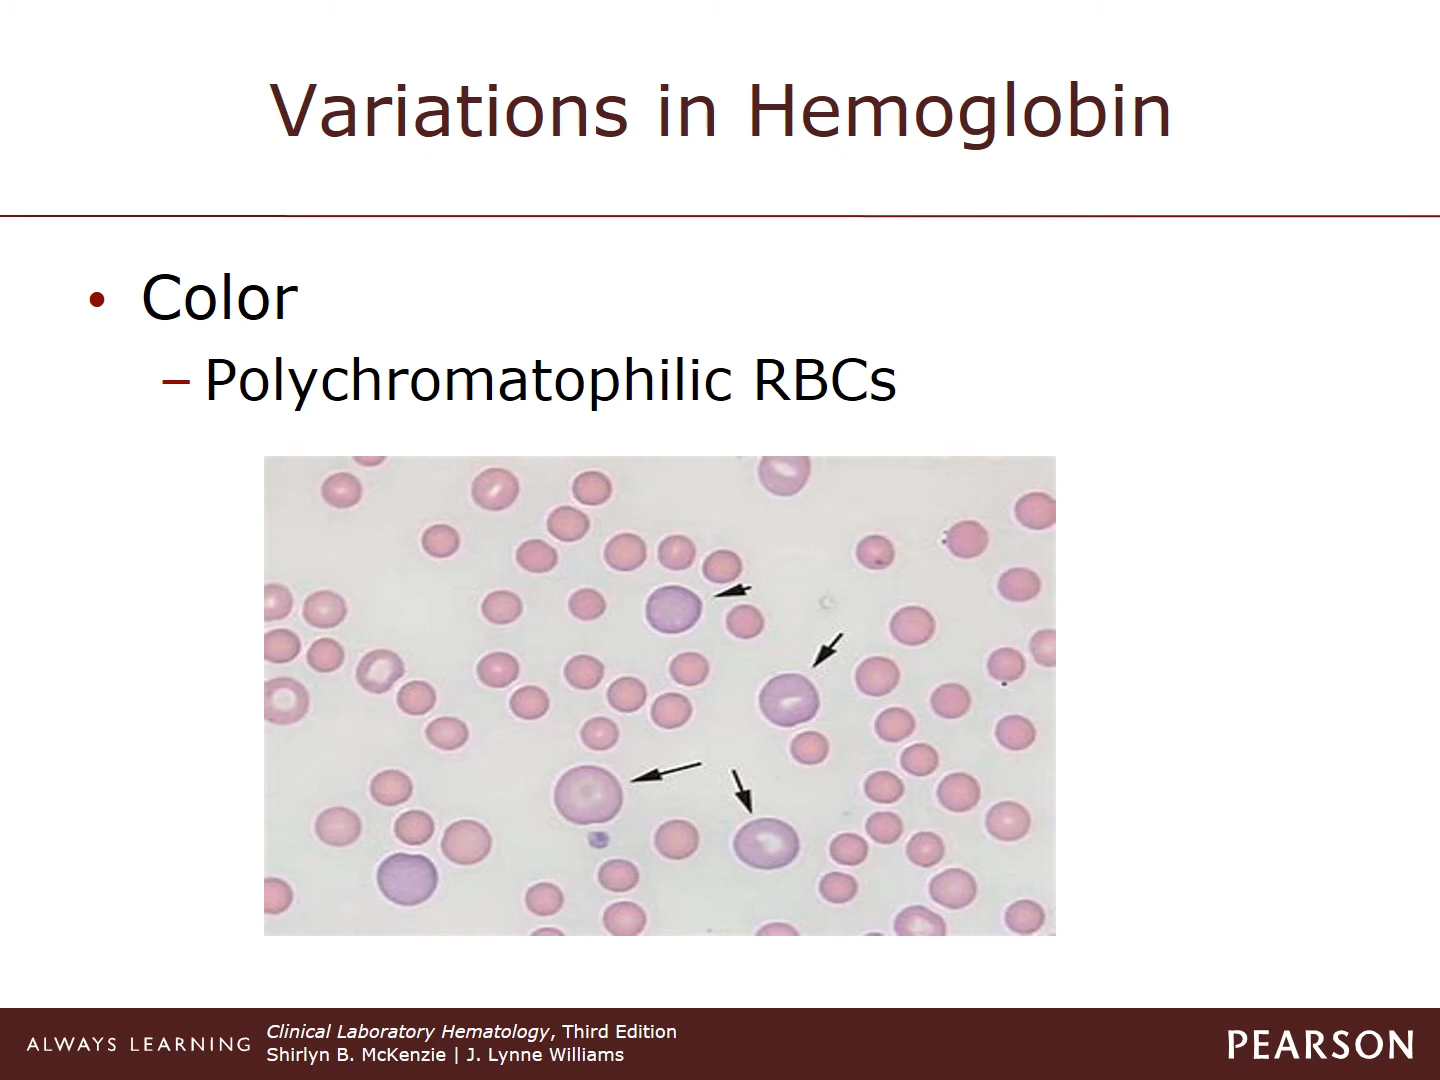 Variations in Hemoglobin
• Color
– Polychromatophilic RBCs
ALWAYS LEARNING
Clinical Laboratory Hematology, Third Edition
Shirlyn B. McKenzie | J. Lynne Williams
PEARSON